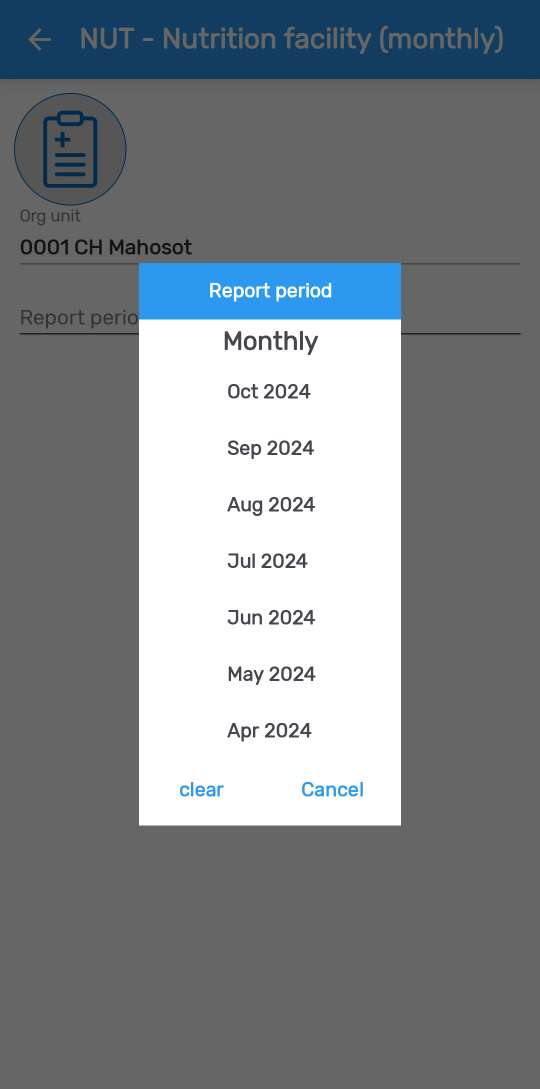 NUT - Nutrition facility (monthly)
Org unit
0001 CH Mahosot
Report period
Report perio
Monthly
Oct 2024
Sep 2024
Aug 2024
Jul 2024
Jun 2024
May 2024
Apr 2024
clear Cancel